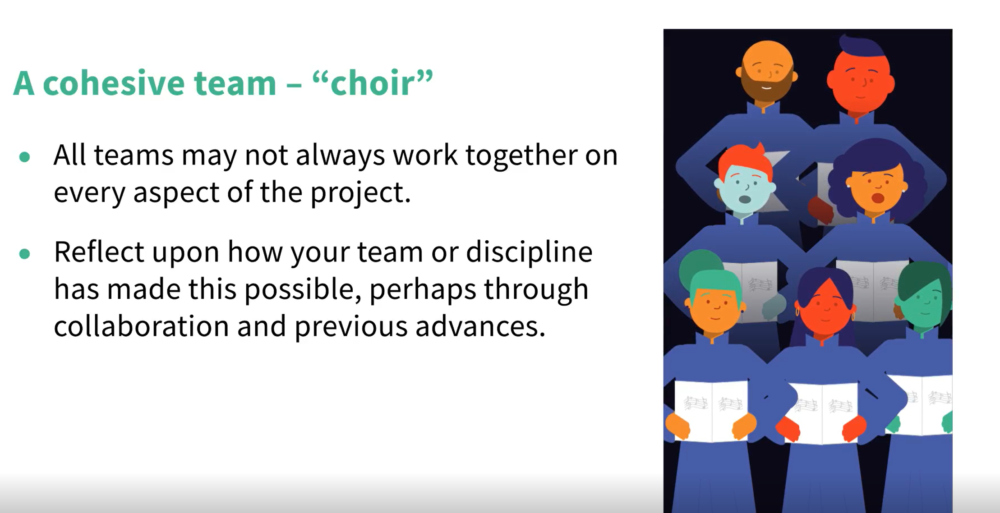 A cohesive team – “choir”
• All teams may not always work together on
every aspect of the project.
• Reflect upon how your team or discipline
has made this possible, perhaps through
collaboration and previous advances.